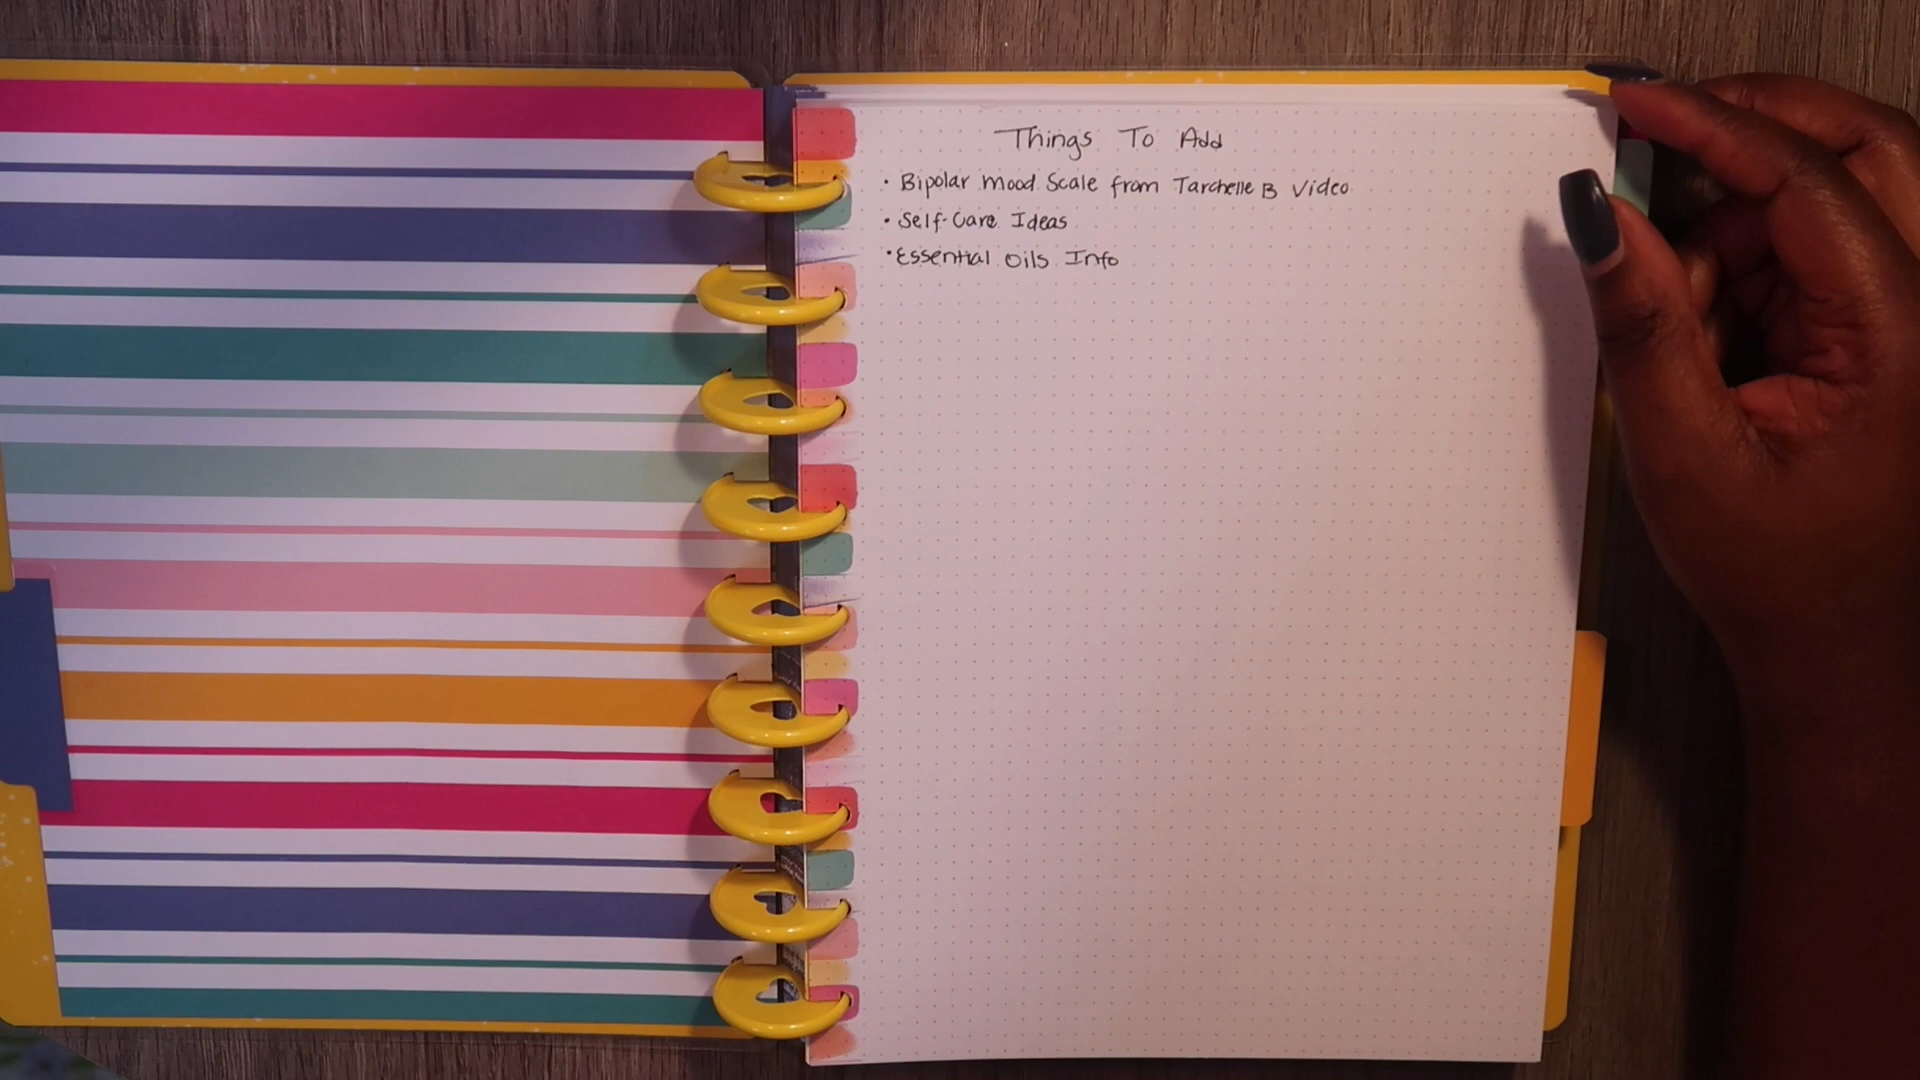 Things To Add
· Bipolar Mood Scale from Tarchelle B Video
· Self-Care Ideas
· Essential Oils Info